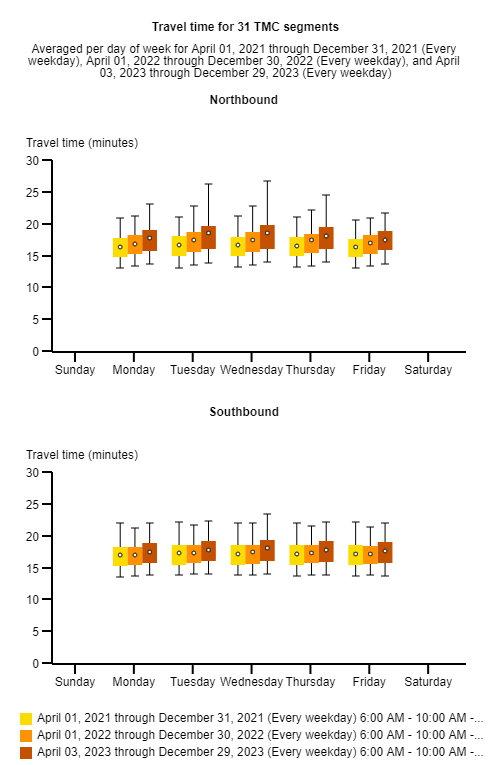 Travel time for 31 TMC segments
Averaged per day of week for April 01, 2021 through December 31, 2021 (Every
weekday), April 01, 2022 through December 30, 2022 (Every weekday), and April
03, 2023 through December 29, 2023 (Every weekday)
Northbound
Travel time (minutes)
30
25
20
15
10
5
0
Sunday Monday Tuesday Wednesday Thursday Friday Saturday
Southbound
Travel time (minutes)
30
25
20
15
10
5
0
Sunday Monday Tuesday Wednesday Thursday Friday Saturday
April 01, 2021 through December 31, 2021 (Every weekday) 6:00 AM - 10:00 AM -...
April 01, 2022 through December 30, 2022 (Every weekday) 6:00 AM - 10:00 AM -...
April 03, 2023 through December 29, 2023 (Every weekday) 6:00 AM - 10:00 AM -...